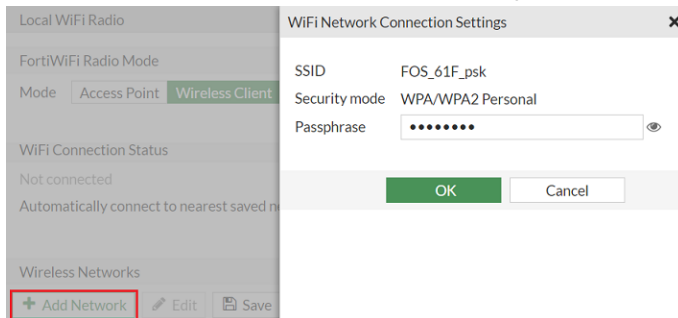 Local WiFi Radio
FortiWiFi Radio Mode
Mode Access Point Wireless Client
WiFi Connection Status
Not connected
Automatically connect to nearest saved
Wireless Networks
+ Add Network Edit Save
WiFi Network Connection Settings
SSID FOS_61F_psk
Security mode WPA/WPA2 Personal
Passphrase ••••••••
OK Cancel